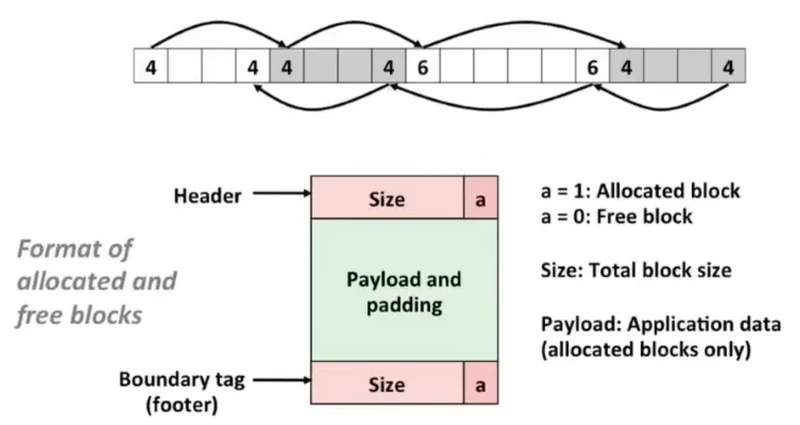 4 4 4 4 6 6 4 4
Header
Size a
a = 1: Allocated block
a = 0: Free block
Format of
allocated and
free blocks
Payload and
padding
Size: Total block size
Payload: Application data
(allocated blocks only)
Boundary tag
(footer)
Size a